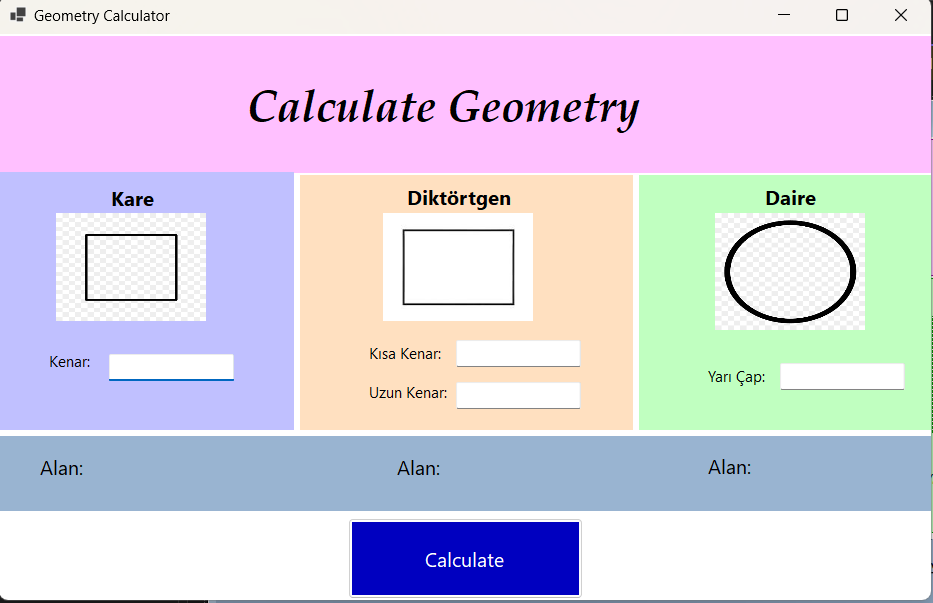 Geometry Calculator
Calculate Geometry
Kare
Diktörtgen
Daire
Kenar:
Kısa Kenar:
Uzun Kenar:
Yarı Çap:
Alan:
Alan:
Alan:
Calculate